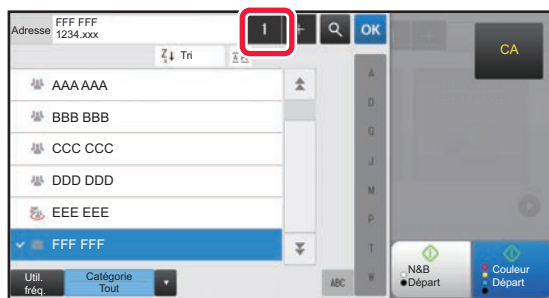 Adresse FFF FFF
1234.xxx
1
+
OK
CA
Tri
AAA AAA
BBB BBB
CCC CCC
DDD DDD
EEE EEE
FFF FFF
A
D
G
J
M
P
T
W
Util.
fréq.
Catégorie
Tout
ABC
N&B
Départ
Couleur
Départ